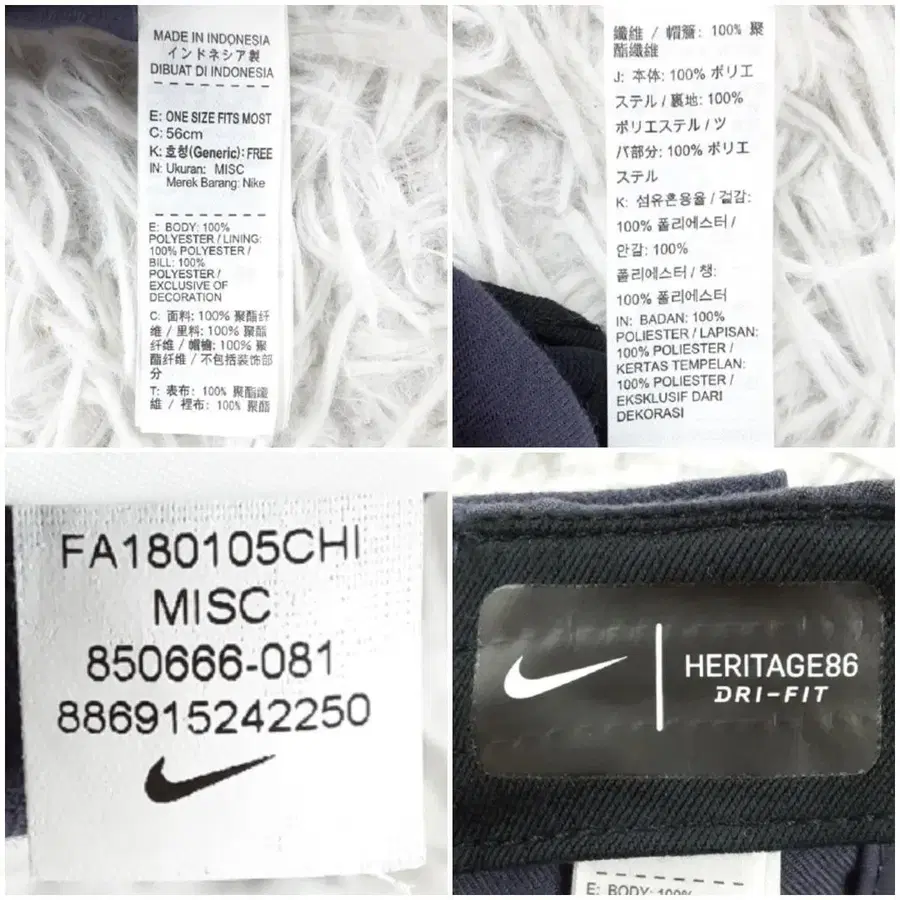 MADE IN INDONESIA
インドネシア製
DIBUAT DI INDONESIA
E: ONE SIZE FITS MOST
C: 56cm
K: 호칭(Generic): FREE
IN: Ukuran: MISC
Merek Barang: Nike
E: BODY: 100%
POLYESTER / LINING:
100% POLYESTER /
BILL: 100%
POLYESTER /
EXCLUSIVE OF
DECORATION
C: 面料: 100% 聚酯纤
维 / 里料: 100% 聚酯
纤维 / 帽檐: 100% 聚
酯纤维 / 不包括装饰部
分
T: 表布: 100% 聚酯纖
維 / 裡布: 100% 聚酯
纖維 / 帽簷: 100% 聚
酯纖維
J: 本体: 100% ポリエ
ステル / 裏地: 100%
ポリエステル / ツ
バ部分: 100% ポリエ
ステル
K: 섬유혼용율 / 겉감:
100% 폴리에스터 /
안감: 100%
폴리에스터 / 챙:
100% 폴리에스터
IN: BADAN: 100%
POLIESTER / LAPISAN:
100% POLIESTER /
KERTAS TEMPELAN:
100% POLIESTER /
EKSKLUSIF DARI
DEKORASI
FA180105CHI
MISC
850666-081
886915242250
HERITAGE86
DRI-FIT
E: BODY: 100%